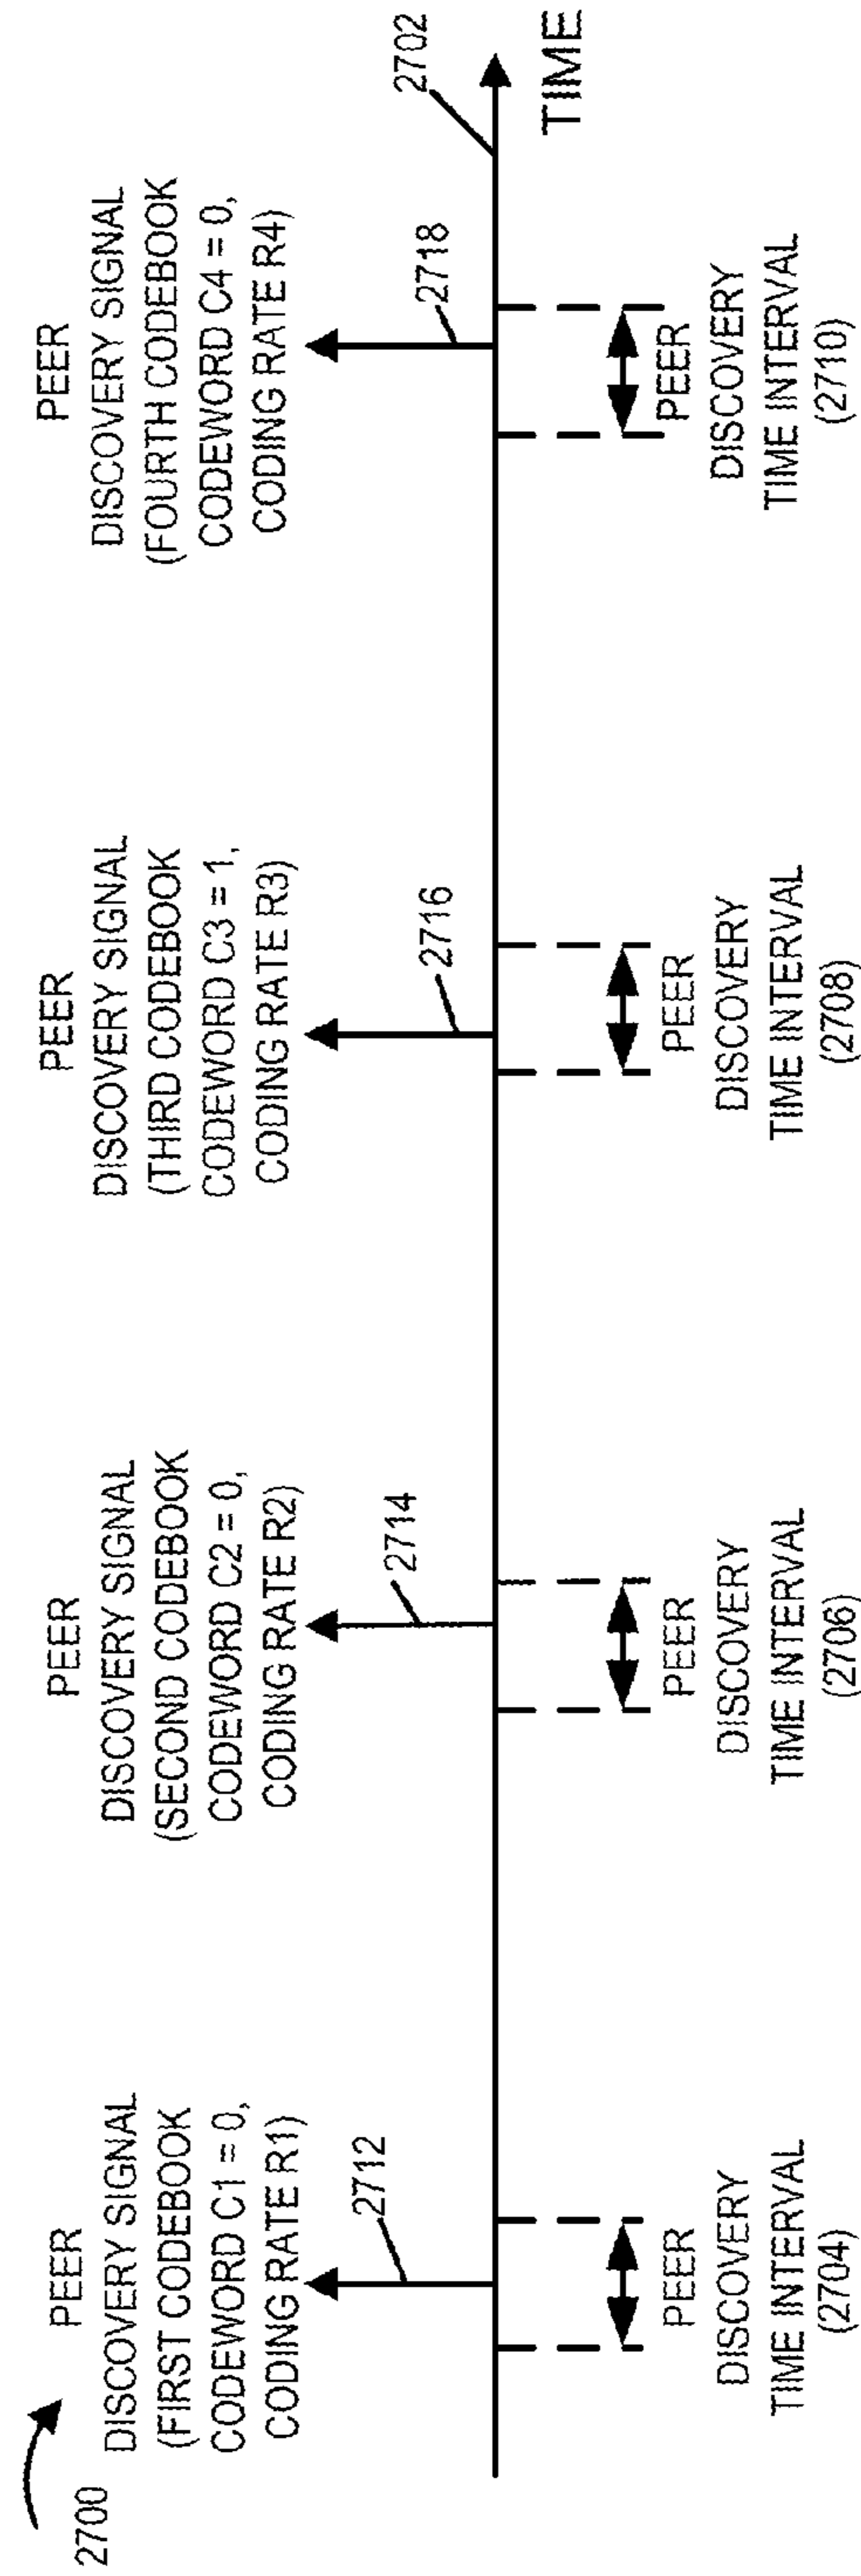 2700
PEER
DISCOVERY SIGNAL
(FIRST CODEBOOK
CODEWORD C1 = 0,
CODING RATE R1)
2712
PEER
DISCOVERY SIGNAL
(SECOND CODEBOOK
CODEWORD C2 = 0,
CODING RATE R2)
2714
PEER
DISCOVERY SIGNAL
(THIRD CODEBOOK
CODEWORD C3 = 1,
CODING RATE R3)
2716
PEER
DISCOVERY SIGNAL
(FOURTH CODEBOOK
CODEWORD C4 = 0,
CODING RATE R4)
2718
2702
TIME
PEER
DISCOVERY
TIME INTERVAL
(2704)
PEER
DISCOVERY
TIME INTERVAL
(2706)
PEER
DISCOVERY
TIME INTERVAL
(2708)
PEER
DISCOVERY
TIME INTERVAL
(2710)